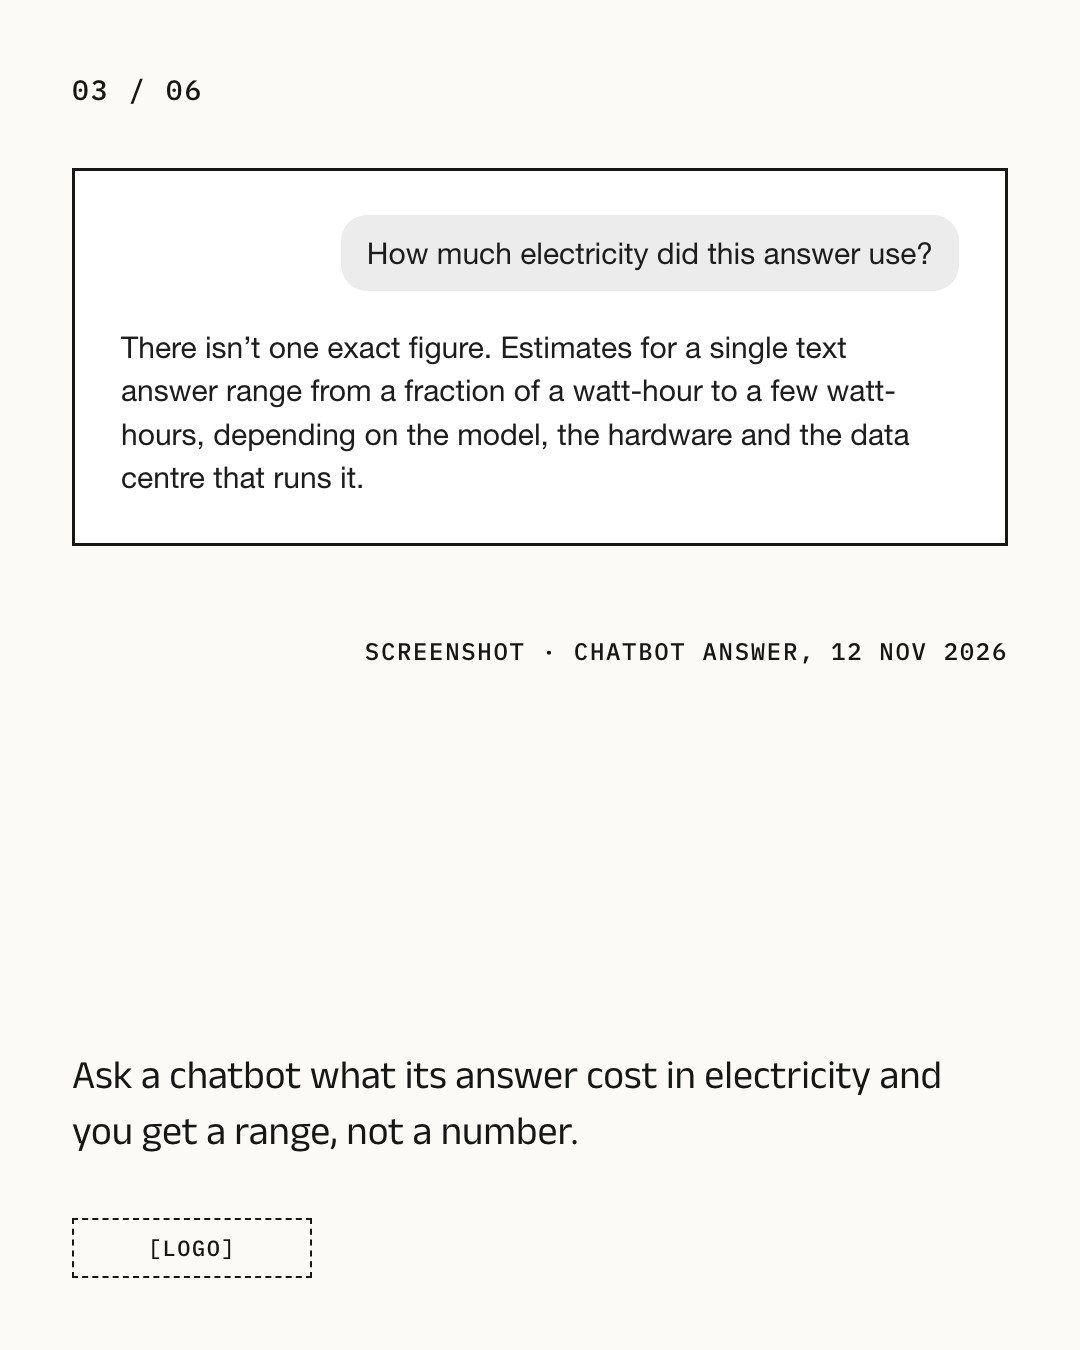 03 / 06
How much electricity did this answer use?
There isn’t one exact figure. Estimates for a single text
answer range from a fraction of a watt-hour to a few watt-
hours, depending on the model, the hardware and the data
centre that runs it.
SCREENSHOT · CHATBOT ANSWER, 12 NOV 2026
Ask a chatbot what its answer cost in electricity and
you get a range, not a number.
[LOGO]